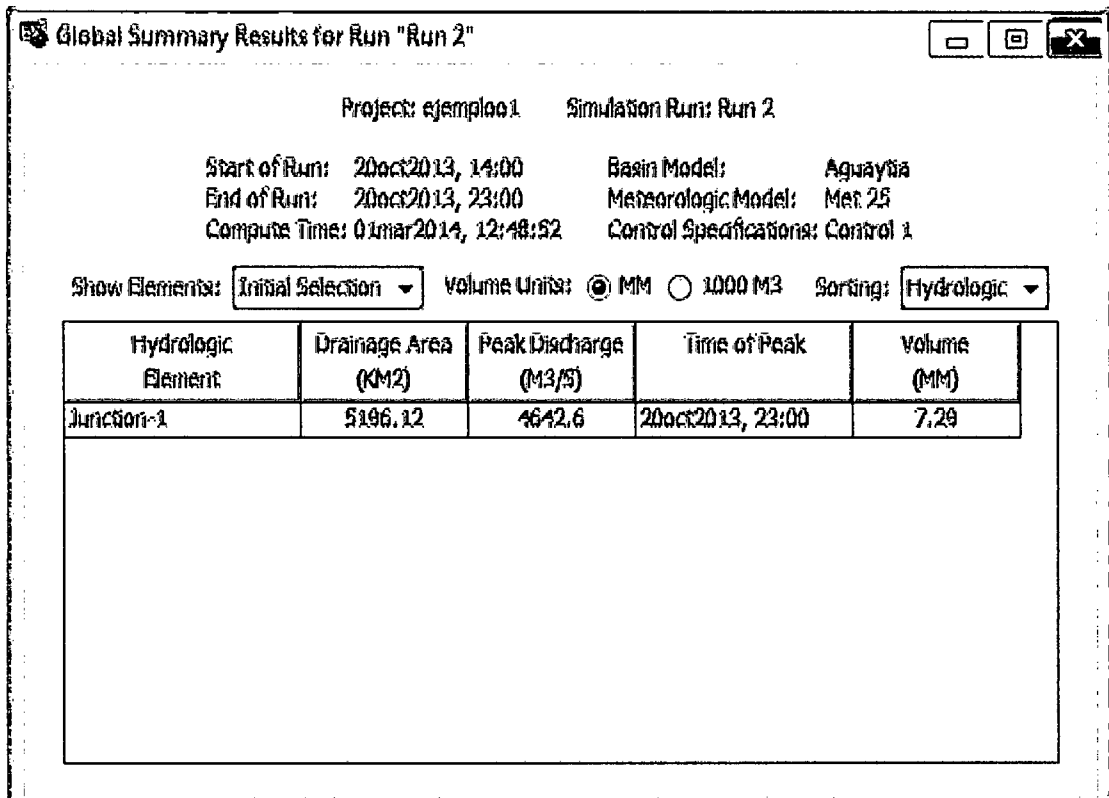 Global Summary Results for Run "Run 2"
Project: ejemploo1 Simulation Run: Run 2
Start of Run: 20oct2013, 14:00 Basin Model: Aguaytia
End of Run: 20oct2013, 23:00 Meteorologic Model: Met 25
Compute Time: 01mar2014, 12:48:52 Control Specifications: Control 1
Show Elements: Initial Selection Volume Units: MM 1000 M3 Sorting: Hydrologic
Hydrologic Drainage Area Peak Discharge Time of Peak Volume
Element (KM2) (M3/S) (MM)
Junction-1 5196.12 4642.6 20oct2013, 23:00 7.29